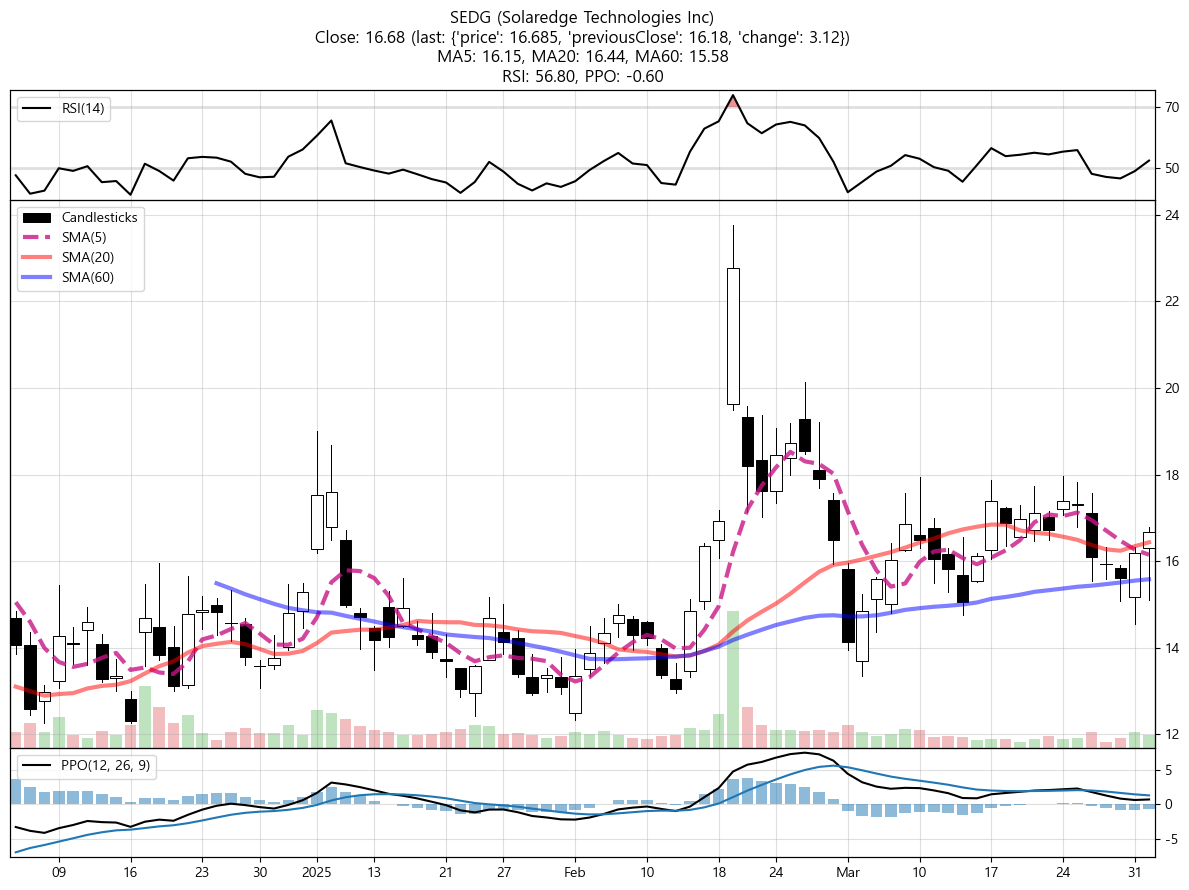 SEDG (Solaredge Technologies Inc)
Close: 16.68 (last: {'price': 16.685, 'previousClose': 16.18, 'change': 3.12})
MA5: 16.15, MA20: 16.44, MA60: 15.58
RSI: 56.80, PPO: -0.60
RSI(14)
70
50
Candlesticks
SMA(5)
SMA(20)
SMA(60)
24
22
20
18
16
14
12
PPO(12, 26, 9)
5
0
-5
09 16 23 30 2025 13 21 27 Feb 10 18 24 Mar 10 17 24 31